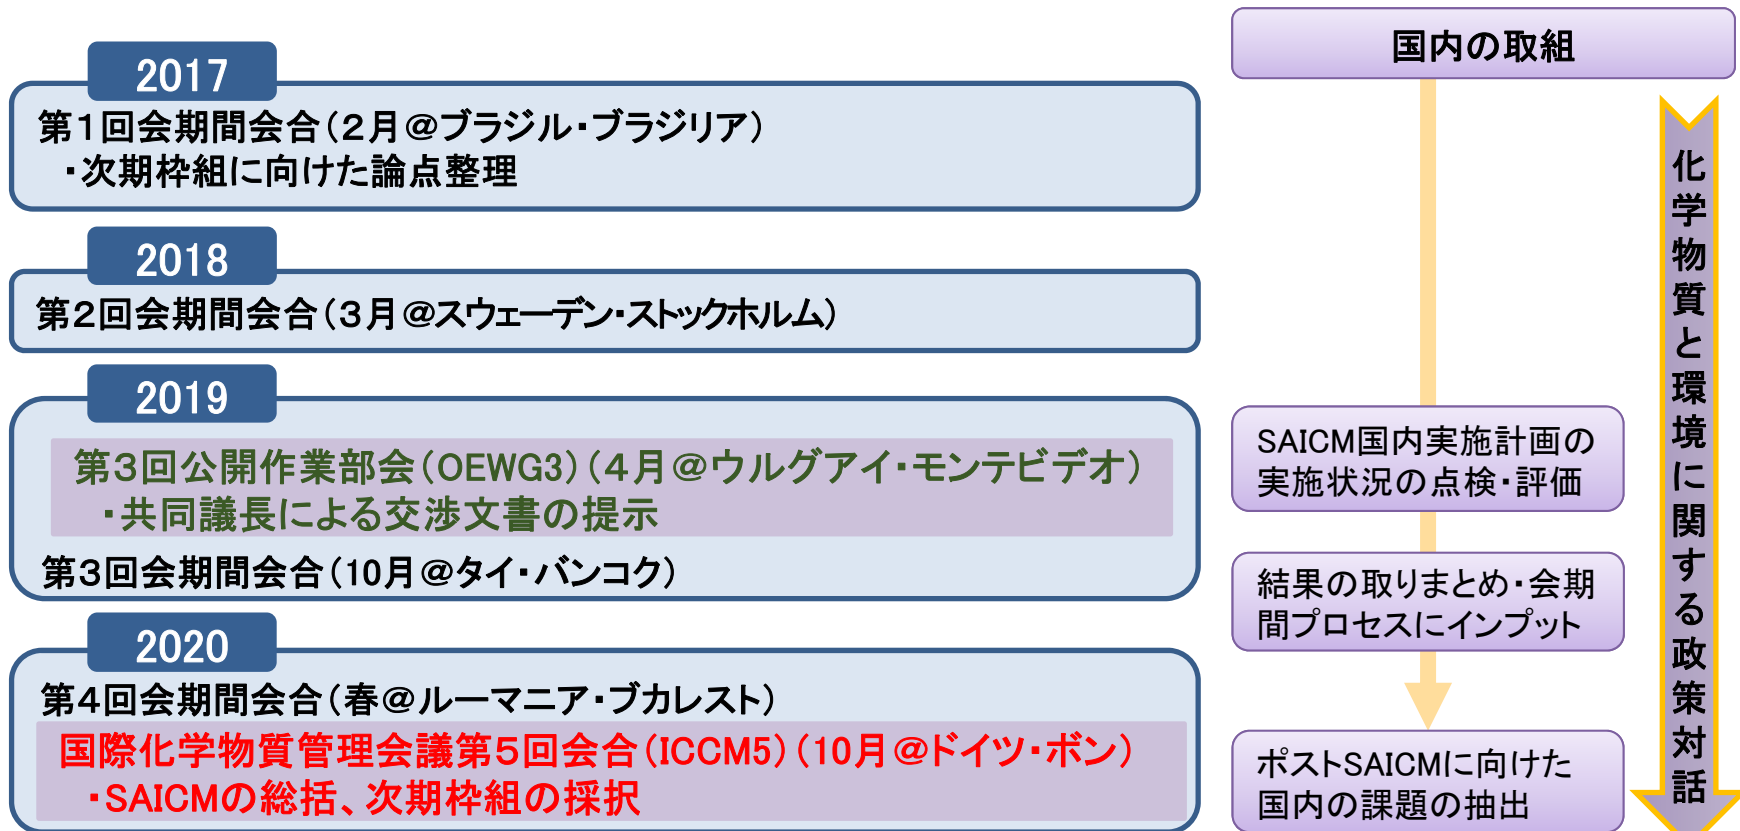 2017
第1回会期間会合(2月@ブラジル・ブラジリア)
・次期枠組に向けた論点整理
2018
第2回会期間会合(3月@スウェーデン・ストックホルム)
2019
第3回公開作業部会(OEWG3)(4月@ウルグアイ・モンテビデオ)
・共同議長による交渉文書の提示
第3回会期間会合(10月@タイ・バンコク)
2020
第4回会期間会合(春@ルーマニア・ブカレスト)
国際化学物質管理会議第5回会合(ICCM5)(10月@ドイツ・ボン)
・SAICMの総括、次期枠組の採択
国内の取組
SAICM国内実施計画の
実施状況の点検・評価
結果の取りまとめ・会期
間プロセスにインプット
ポストSAICMに向けた
国内の課題の抽出
化学物質と環境に関する政策対話